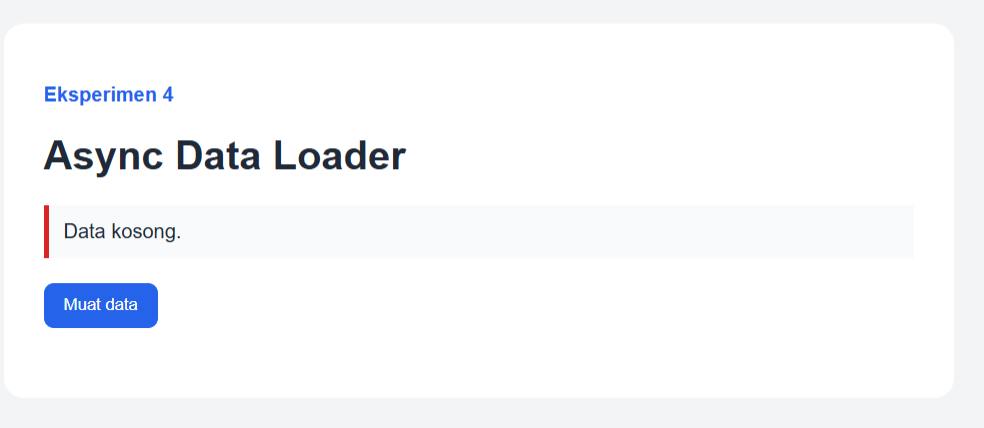 Eksperimen 4
Async Data Loader
Data kosong.
Muat data